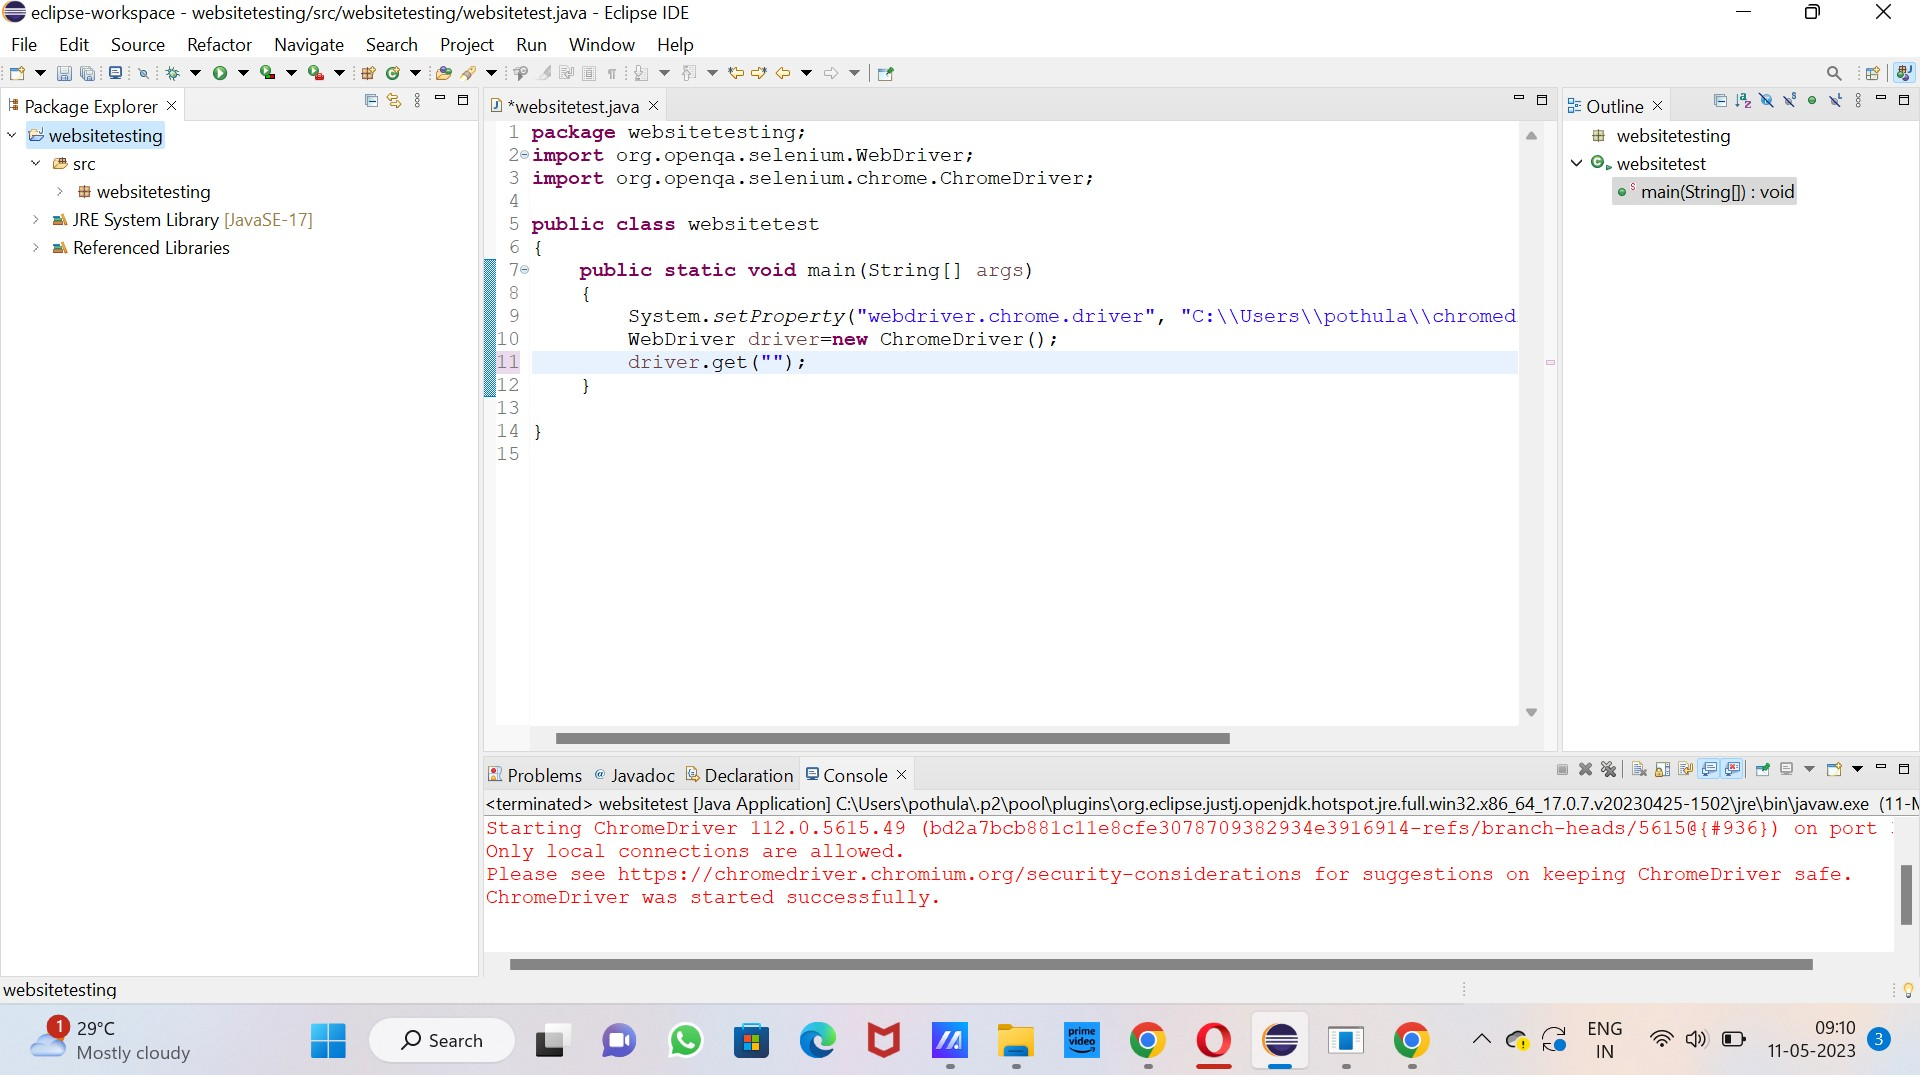 eclipse-workspace - websitetesting/src/websitetesting/websitetest.java - Eclipse IDE
File Edit Source Refactor Navigate Search Project Run Window Help
Package Explorer
websitetesting
src
websitetesting
JRE System Library [JavaSE-17]
Referenced Libraries
*websitetest.java
1 package websitetesting;
2 import org.openqa.selenium.WebDriver;
3 import org.openqa.selenium.chrome.ChromeDriver;
4
5 public class websitetest
6 {
7 public static void main(String[] args)
8 {
9 System.setProperty("webdriver.chrome.driver", "C:\\Users\\pothula\\chromed
10 WebDriver driver=new ChromeDriver();
11 driver.get("");
12 }
13
14 }
15
Outline
websitetesting
websitetest
main(String[]) : void
Problems Javadoc Declaration Console
<terminated> websitetest [Java Application] C:\Users\pothula\.p2\pool\plugins\org.eclipse.justj.openjdk.hotspot.jre.full.win32.x86_64_17.0.7.v20230425-1502\jre\bin\javaw.exe (11-M
Starting ChromeDriver 112.0.5615.49 (bd2a7bcb881c11e8cfe3078709382934e3916914-refs/branch-heads/5615@{#936}) on port
Only local connections are allowed.
Please see https://chromedriver.chromium.org/security-considerations for suggestions on keeping ChromeDriver safe.
ChromeDriver was started successfully.
websitetesting
1
29°C
Mostly cloudy
Search
prime video
ENG
IN
09:10
11-05-2023
3